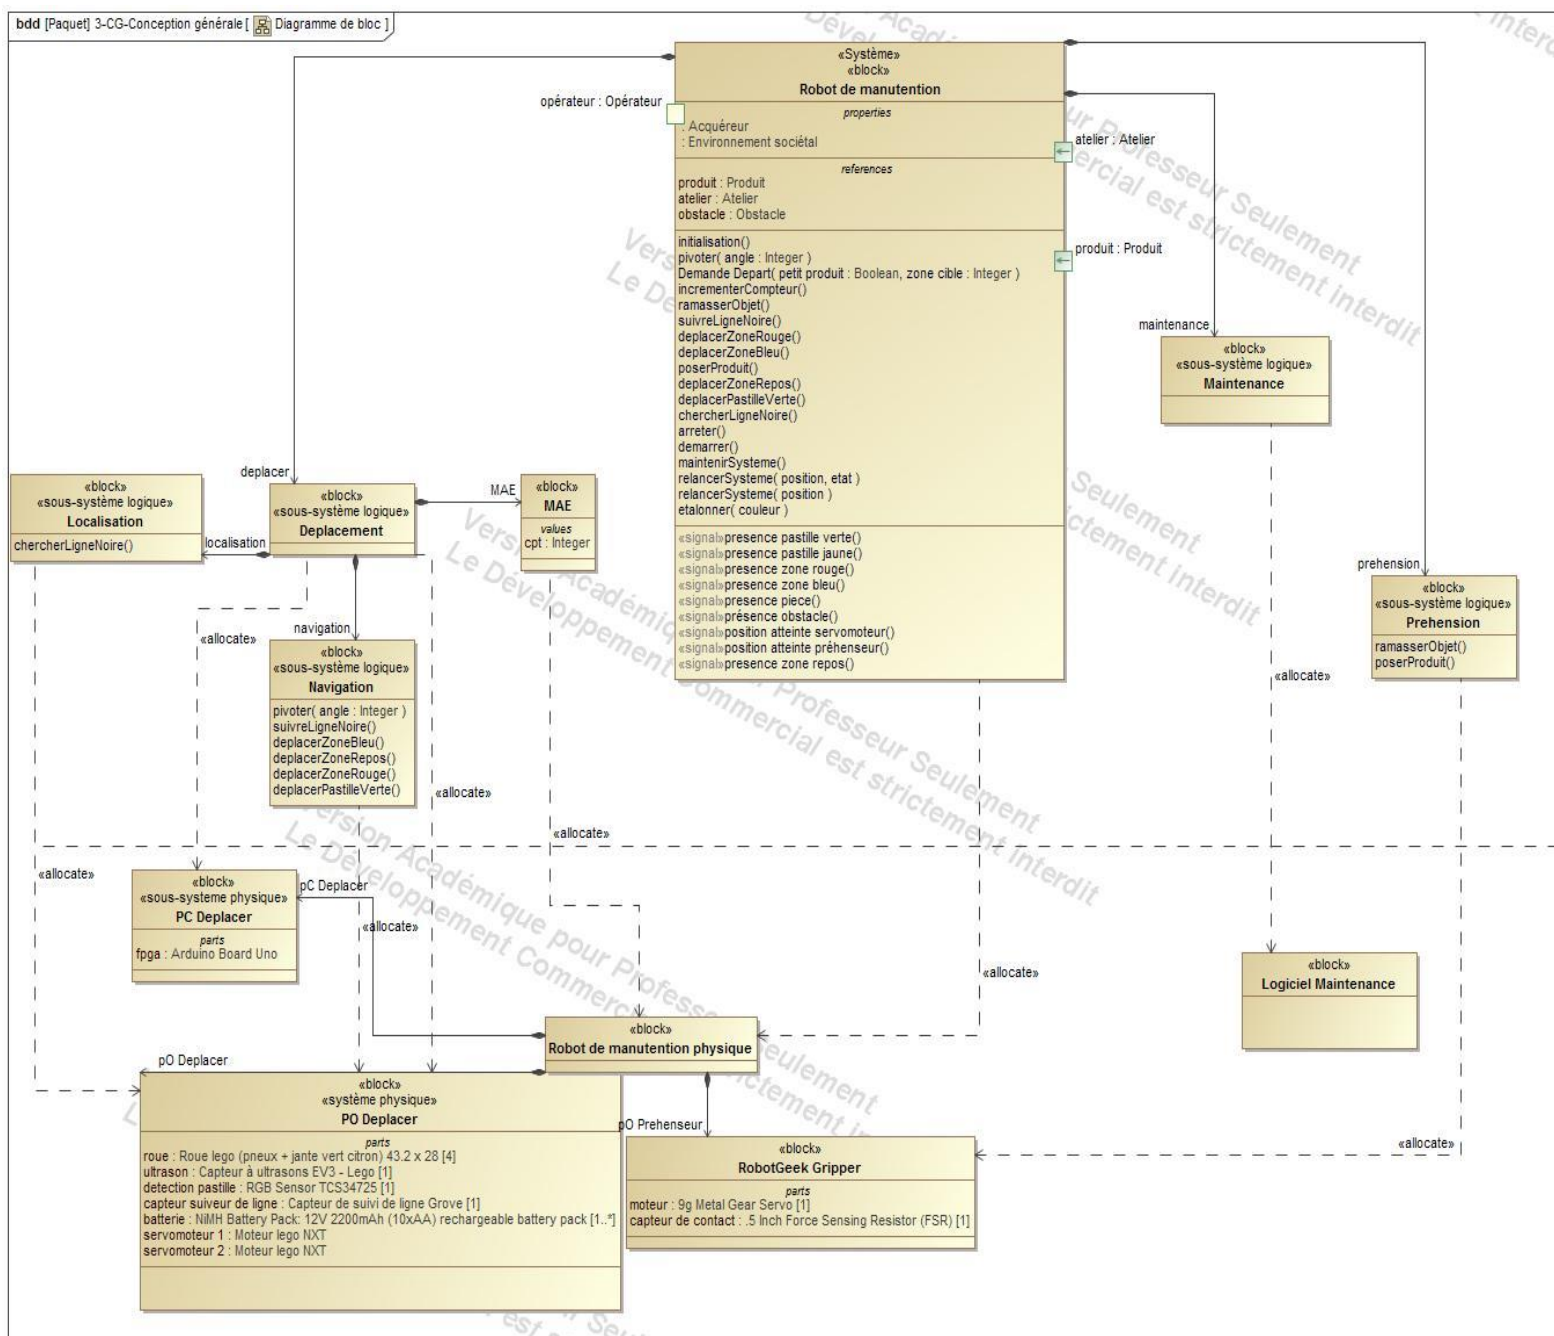 bdd [Paquet] 3-CG-Conception générale [ Diagramme de bloc ]
«Système»
«block»
Robot de manutention
opérateur : Opérateur
properties
: Acquéreur
: Environnement sociétal
atelier : Atelier
references
produit : Produit
atelier : Atelier
obstacle : Obstacle
produit : Produit
initialisation()
pivoter( angle : Integer )
Demande Depart( petit produit : Boolean, zone cible : Integer )
incrementerCompteur()
ramasserObjet()
suivreLigneNoire()
deplacerZoneRouge()
deplacerZoneBleu()
poserProduit()
deplacerZoneRepos()
deplacerPastilleVerte()
chercherLigneNoire()
arreter()
demarrer()
maintenirSysteme()
relancerSysteme( position, etat )
relancerSysteme( position )
etalonner( couleur )
«signal»presence pastille verte()
«signal»presence pastille jaune()
«signal»presence zone rouge()
«signal»presence zone bleu()
«signal»presence piece()
«signal»présence obstacle()
«signal»position atteinte servomoteur()
«signal»position atteinte préhenseur()
«signal»presence zone repos()
maintenance
«block»
«sous-système logique»
Maintenance
deplacer
«block»
«sous-système logique»
Localisation
chercherLigneNoire()
localisation
«block»
«sous-système logique»
Deplacement
MAE
«block»
MAE
values
cpt : Integer
prehension
«block»
«sous-système logique»
Prehension
ramasserObjet()
poserProduit()
«allocate»
navigation
«block»
«sous-système logique»
Navigation
pivoter( angle : Integer )
suivreLigneNoire()
deplacerZoneBleu()
deplacerZoneRepos()
deplacerZoneRouge()
deplacerPastilleVerte()
«allocate»
«allocate»
«allocate»
«allocate»
«block»
«sous-systeme physique»
PC Deplacer
parts
fpga : Arduino Board Uno
pC Deplacer
«allocate»
«allocate»
«block»
Logiciel Maintenance
«block»
Robot de manutention physique
pO Deplacer
«block»
«système physique»
PO Deplacer
parts
roue : Roue lego (pneux + jante vert citron) 43.2 x 28 [4]
ultrason : Capteur à ultrasons EV3 - Lego [1]
detection pastille : RGB Sensor TCS34725 [1]
capteur suiveur de ligne : Capteur de suivi de ligne Grove [1]
batterie : NiMH Battery Pack: 12V 2200mAh (10xAA) rechargeable battery pack [1..*]
servomoteur 1 : Moteur lego NXT
servomoteur 2 : Moteur lego NXT
pO Prehenseur
«block»
RobotGeek Gripper
parts
moteur : 9g Metal Gear Servo [1]
capteur de contact : .5 Inch Force Sensing Resistor (FSR) [1]
«allocate»
Version Académique pour Professeur Seulement
Le Développement Commercial est strictement interdit